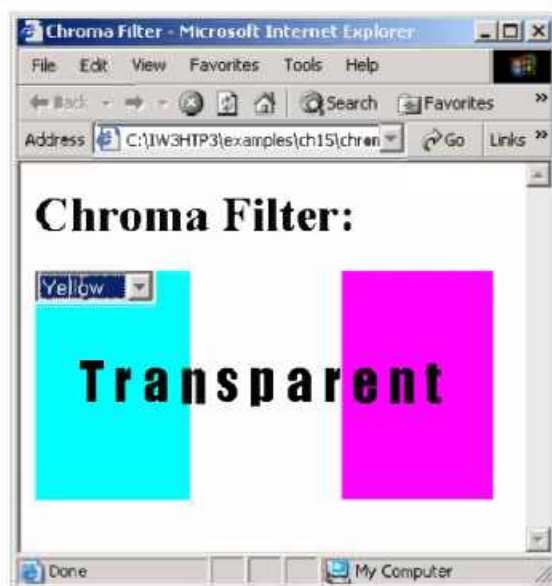 Chroma Filter - Microsoft Internet Explorer
File Edit View Favorites Tools Help
Back Search Favorites »
Address C:\IW3HTP3\examples\ch15\chrom Go Links »
Chroma Filter:
Yellow
Transparent
Done My Computer